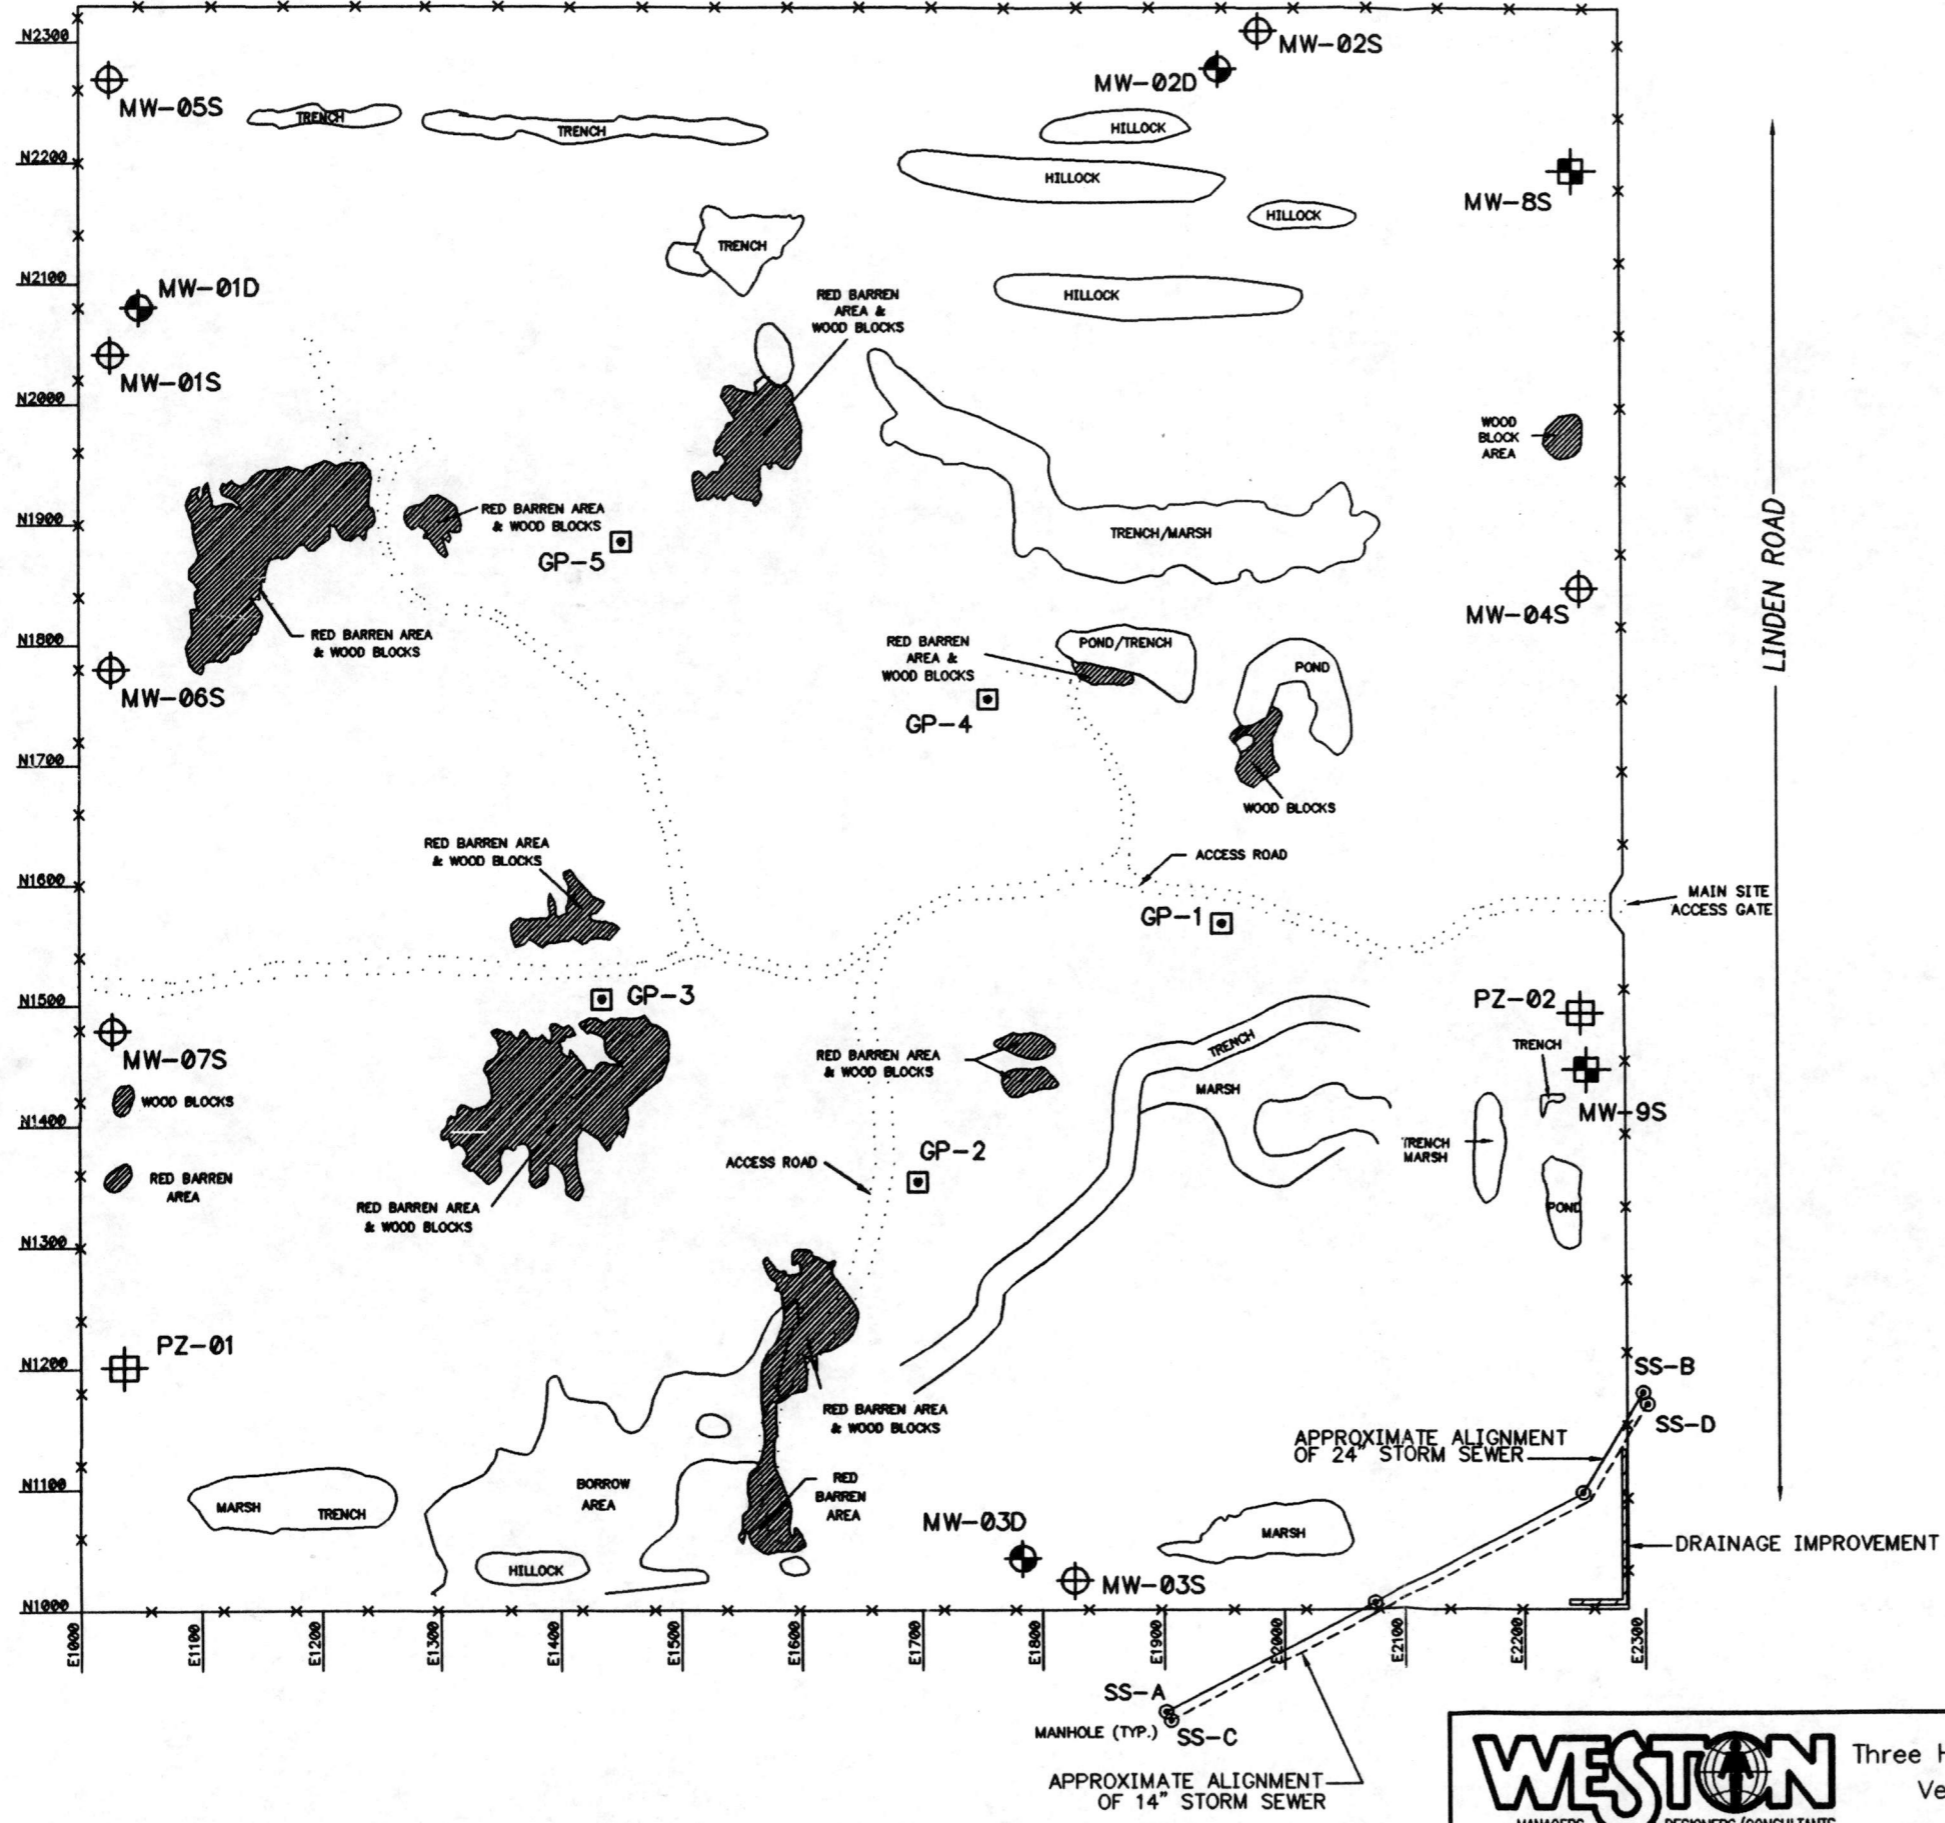 N2300
MW-02S
MW-02D
MW-05S
TRENCH
TRENCH
HILLOCK
N2200
HILLOCK
MW-8S
HILLOCK
TRENCH
N2100
MW-01D
HILLOCK
RED BARREN
AREA &
WOOD BLOCKS
MW-01S
N2000
WOOD
BLOCK
AREA
RED BARREN AREA
& WOOD BLOCKS
N1900
TRENCH/MARSH
GP-5
LINDEN ROAD
MW-04S
RED BARREN AREA
& WOOD BLOCKS
N1800
RED BARREN
AREA &
WOOD BLOCKS
POND/TRENCH
POND
MW-06S
GP-4
N1700
WOOD BLOCKS
RED BARREN AREA
& WOOD BLOCKS
ACCESS ROAD
N1600
MAIN SITE
ACCESS GATE
GP-1
N1500
GP-3
PZ-02
MW-07S
TRENCH
TRENCH
RED BARREN AREA
& WOOD BLOCKS
MARSH
WOOD BLOCKS
MW-9S
N1400
TRENCH
MARSH
GP-2
ACCESS ROAD
RED BARREN
AREA
RED BARREN AREA
& WOOD BLOCKS
POND
N1300
PZ-01
N1200
SS-B
RED BARREN AREA
& WOOD BLOCKS
SS-D
APPROXIMATE ALIGNMENT
OF 24" STORM SEWER
N1100
MARSH TRENCH
BORROW
AREA
RED
BARREN
AREA
MW-03D
MARSH
DRAINAGE IMPROVEMENT
HILLOCK
MW-03S
N1000
E1000
E1100
E1200
E1300
E1400
E1500
E1600
E1700
E1800
E1900
E2000
E2100
E2200
E2300
SS-A
MANHOLE (TYP.)
SS-C
APPROXIMATE ALIGNMENT
OF 14" STORM SEWER
WESTON
MANAGERS DESIGNERS/CONSULTANTS
Three H
Ve